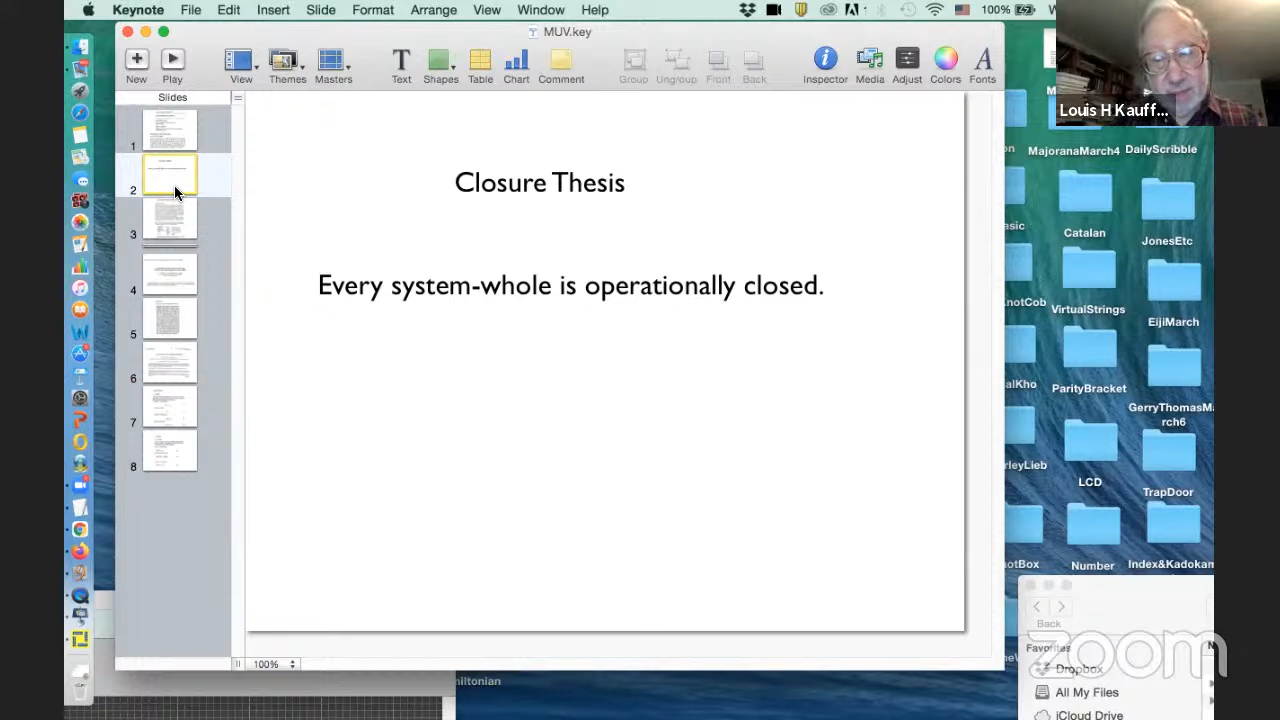 Keynote File Edit Insert Slide Format Arrange View Window Help
100%
MUV.key
New Play View Themes Masters Text Shapes Table Chart Comment Group Ungroup Front Back Inspector Media Adjust Colors Fonts
Slides
1
2
3
4
5
6
7
8
Closure Thesis
Every system-whole is operationally closed.
100%
Louis H Kauff...
MajoranaMarch4 DailyScribble
Catalan
JonesEtc
KnotCob
VirtualStrings
EijiMarch
ParityBracket
GerryThomasMa
rch6
LCD
TrapDoor
Number
Index&Kadokam
Back
Favorites
Dropbox
All My Files
iCloud Drive
zoom